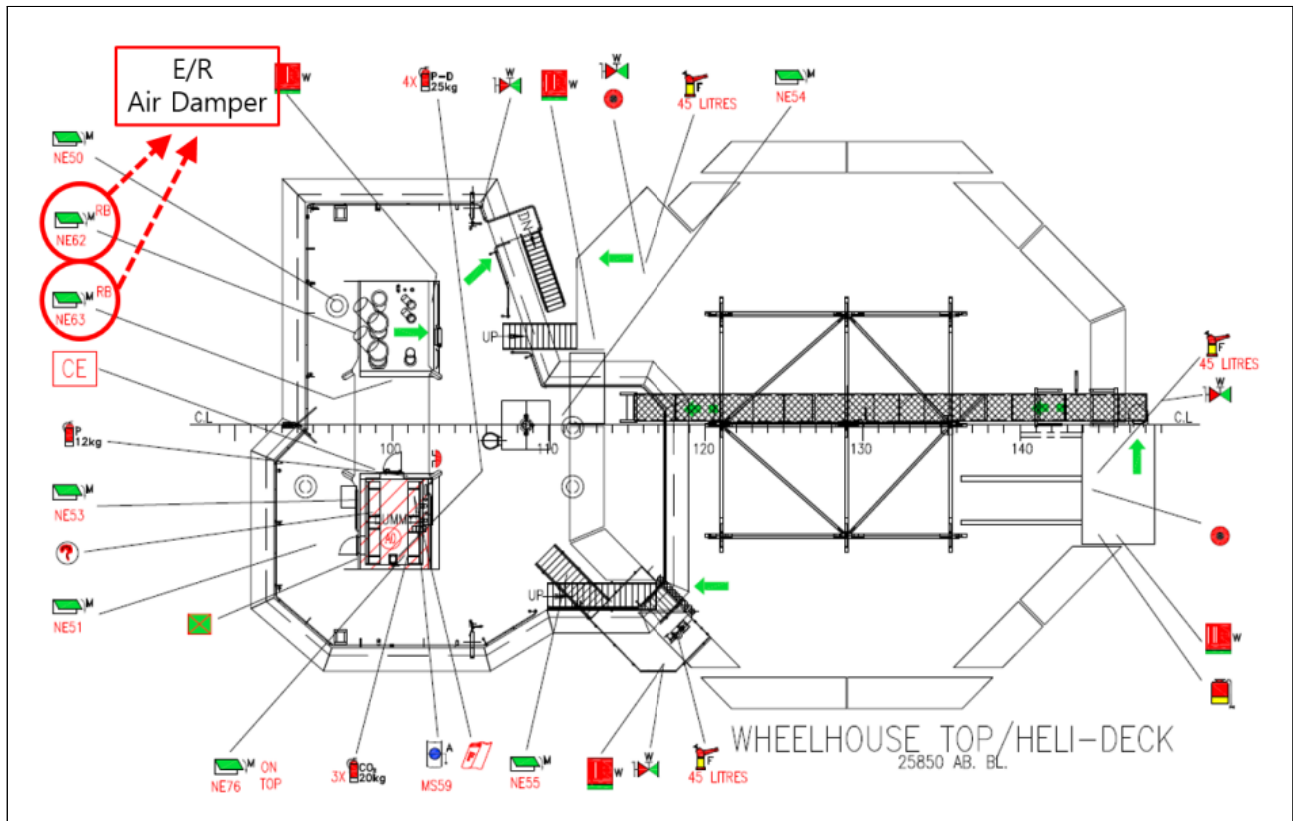 E/R
Air Damper
W
4X
P-D
25kg
W
W
W
F
45 LITRES
M
NE54
M
NE50
M
RB
NE62
M
RB
NE63
CE
P
12kg
M
NE53
?
M
NE51
DN
UP
C.L
C.L
100
110
120
130
140
UP
F
45 LITRES
W
W
M
NE76
ON
TOP
3X
CO₂
20kg
A
MS59
M
NE55
W
W
F
45 LITRES
WHEELHOUSE TOP/HELI-DECK
25850 AB. BL.